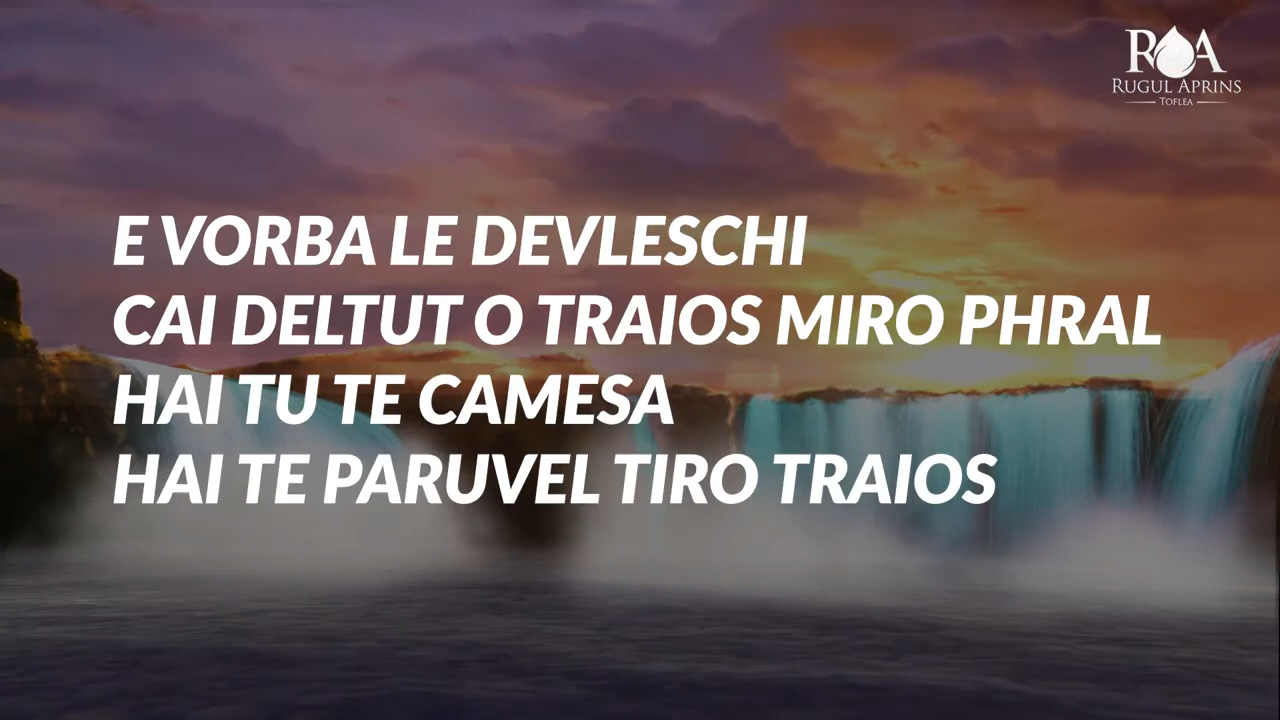 RA
RUGUL APRINS
TOFLEA
E VORBA LE DEVLESCHI
CAI DELTUT O TRAIOS MIRO PHRAL
HAI TU TE CAMESA
HAI TE PARUVEL TIRO TRAIOS